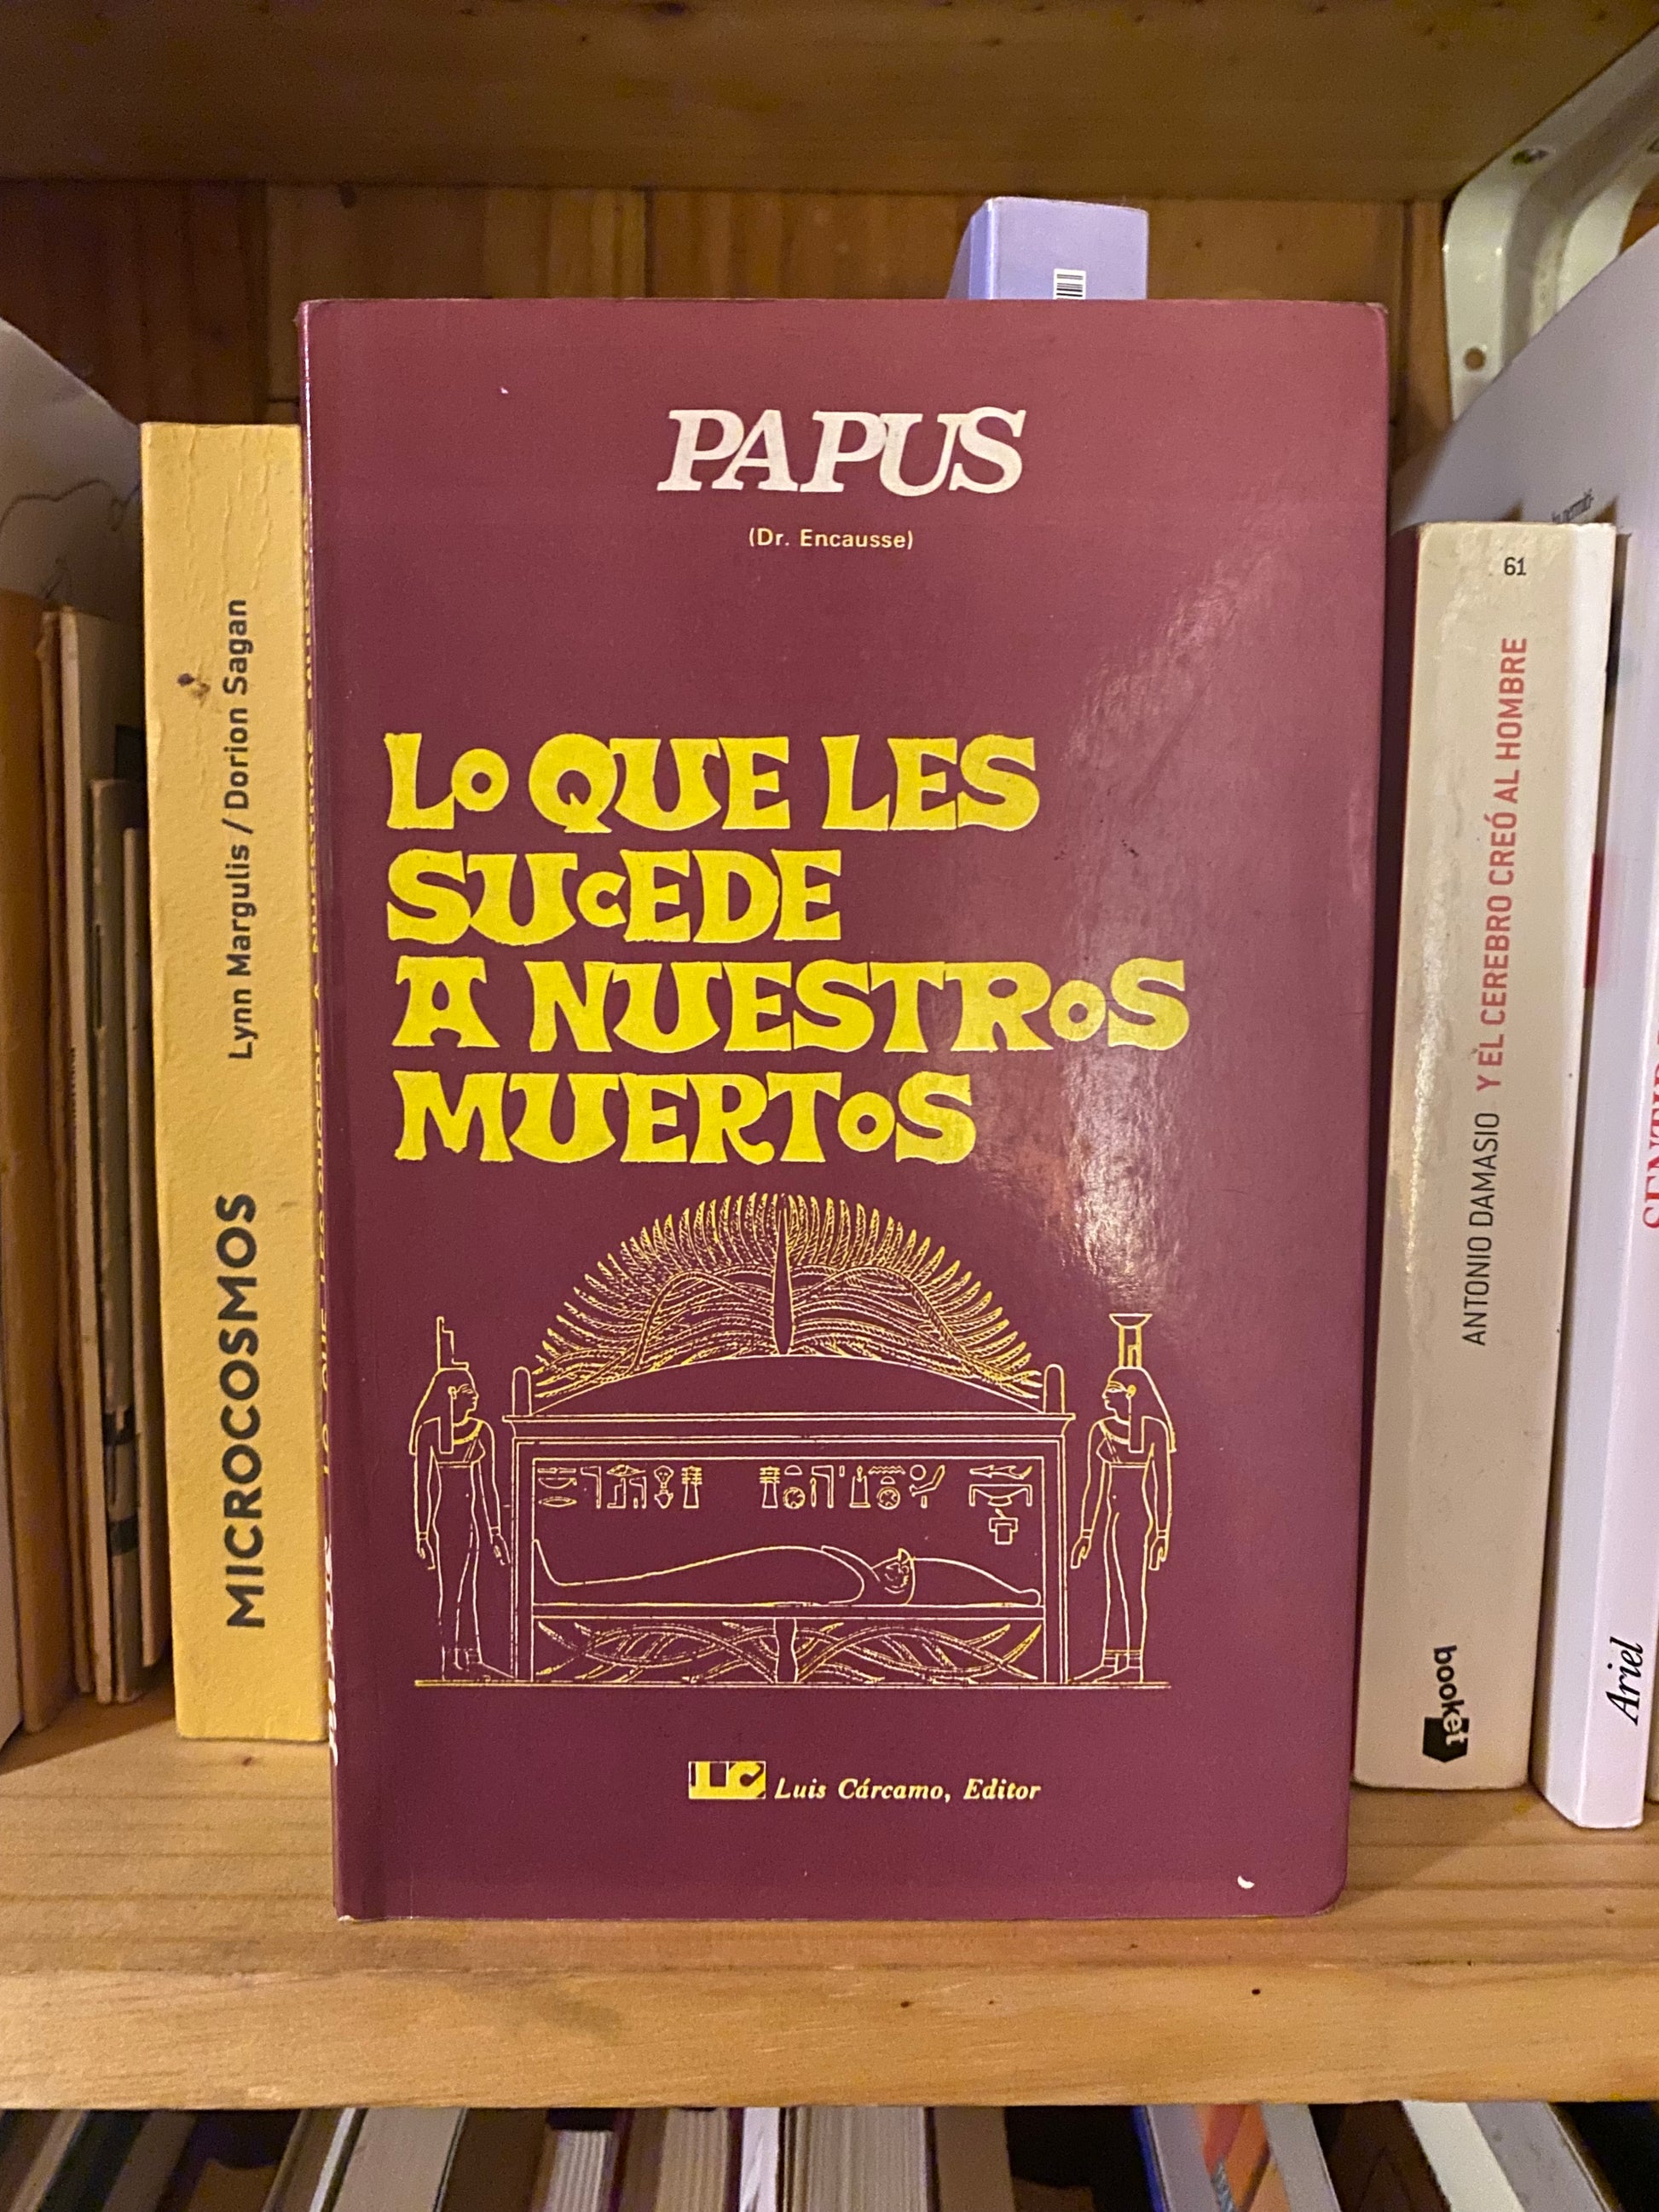 PAPUS
(Dr. Encausse)
LO QUE LES
SUCEDE
A NUESTROS
MUERTOS
LC Luis Cárcamo, Editor
MICROCOSMOS Lynn Margulis / Dorion Sagan
61
ANTONIO DAMASIO Y EL CEREBRO CREÓ AL HOMBRE
booket
Ariel